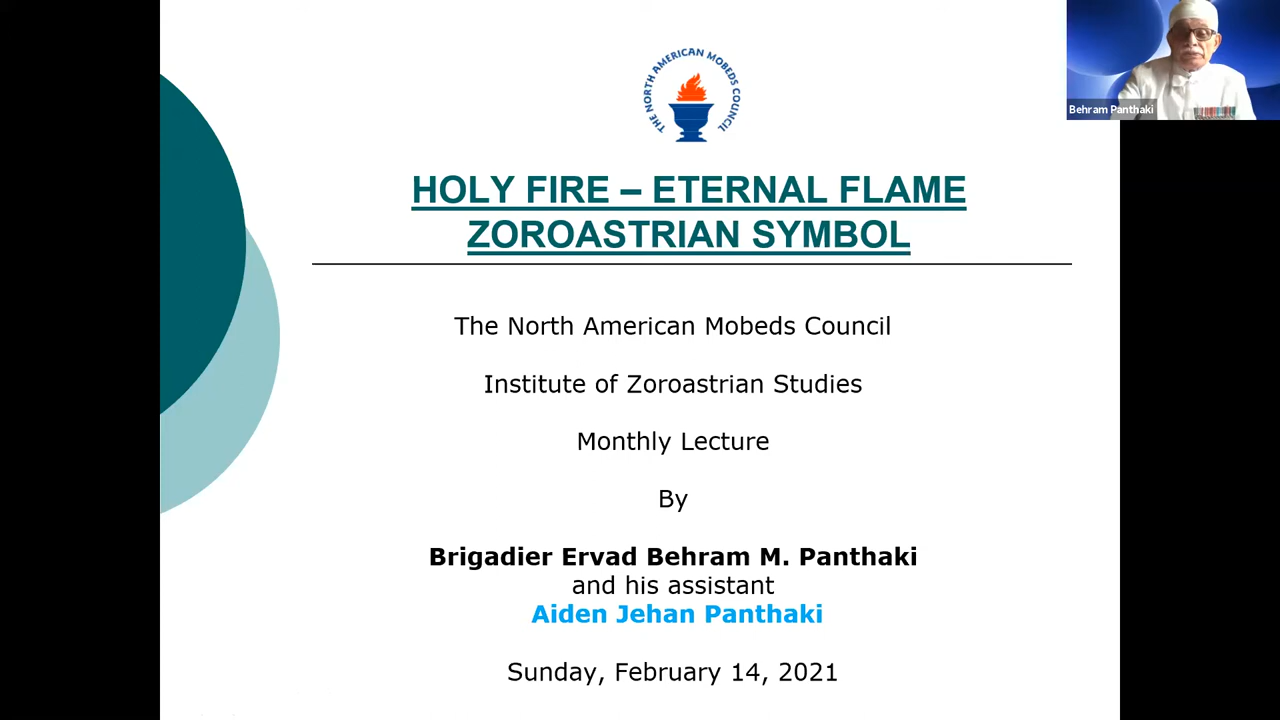 THE NORTH AMERICAN MOBEDS COUNCIL
Behram Panthaki
HOLY FIRE – ETERNAL FLAME
ZOROASTRIAN SYMBOL
The North American Mobeds Council
Institute of Zoroastrian Studies
Monthly Lecture
By
Brigadier Ervad Behram M. Panthaki
and his assistant
Aiden Jehan Panthaki
Sunday, February 14, 2021